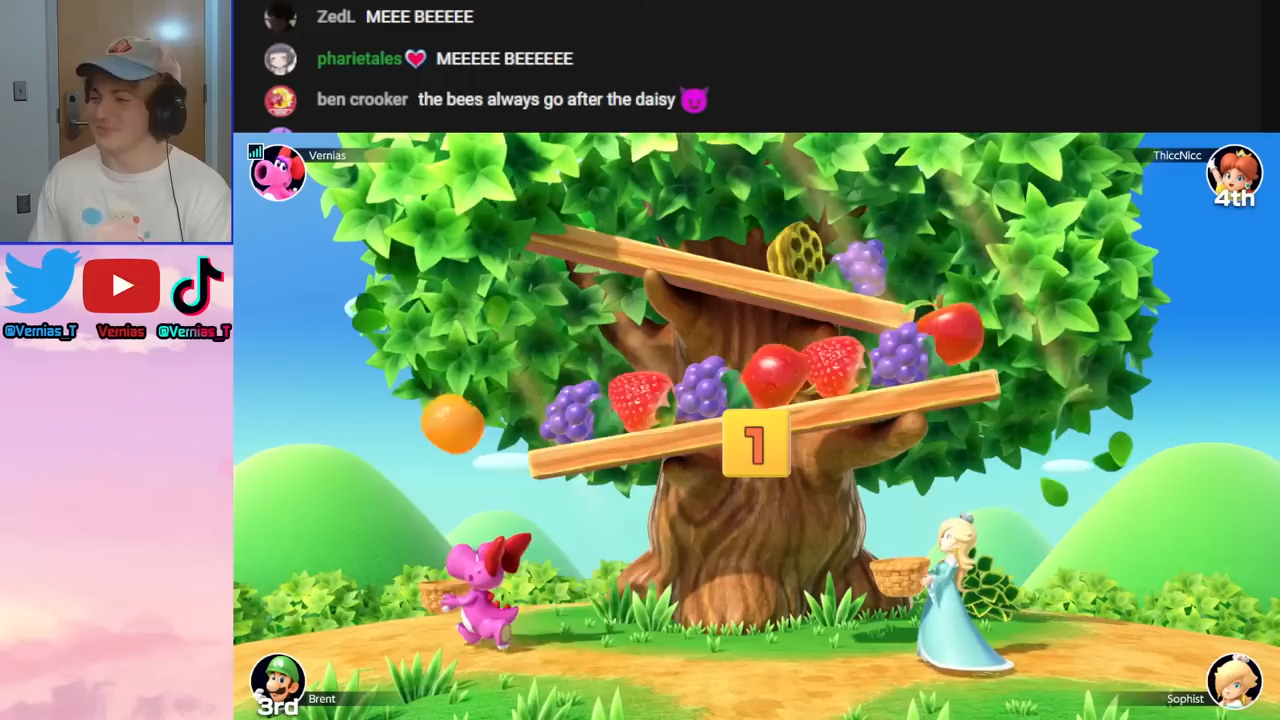 ZedL MEEE BEEEEE
pharietales MEEEEE BEEEEEE
ben crooker the bees always go after the daisy
Vernias
ThiccNicc
4th
@Vernias_T Vernias @Vernias_T
1
3rd
Brent
Sophist